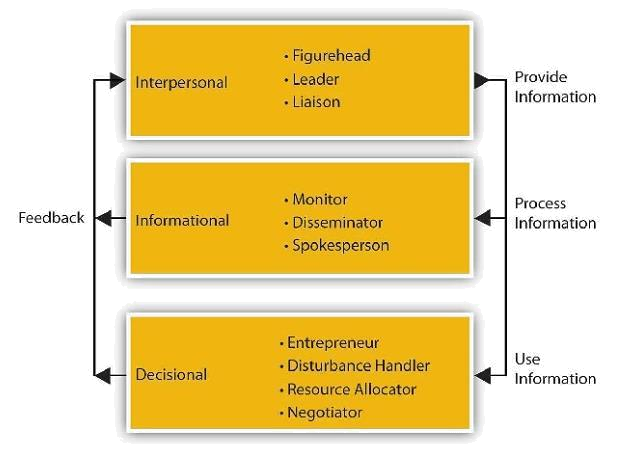 Interpersonal
• Figurehead
• Leader
• Liaison
Provide
Information
Feedback
Informational
• Monitor
• Disseminator
• Spokesperson
Process
Information
Decisional
• Entrepreneur
• Disturbance Handler
• Resource Allocator
• Negotiator
Use
Information